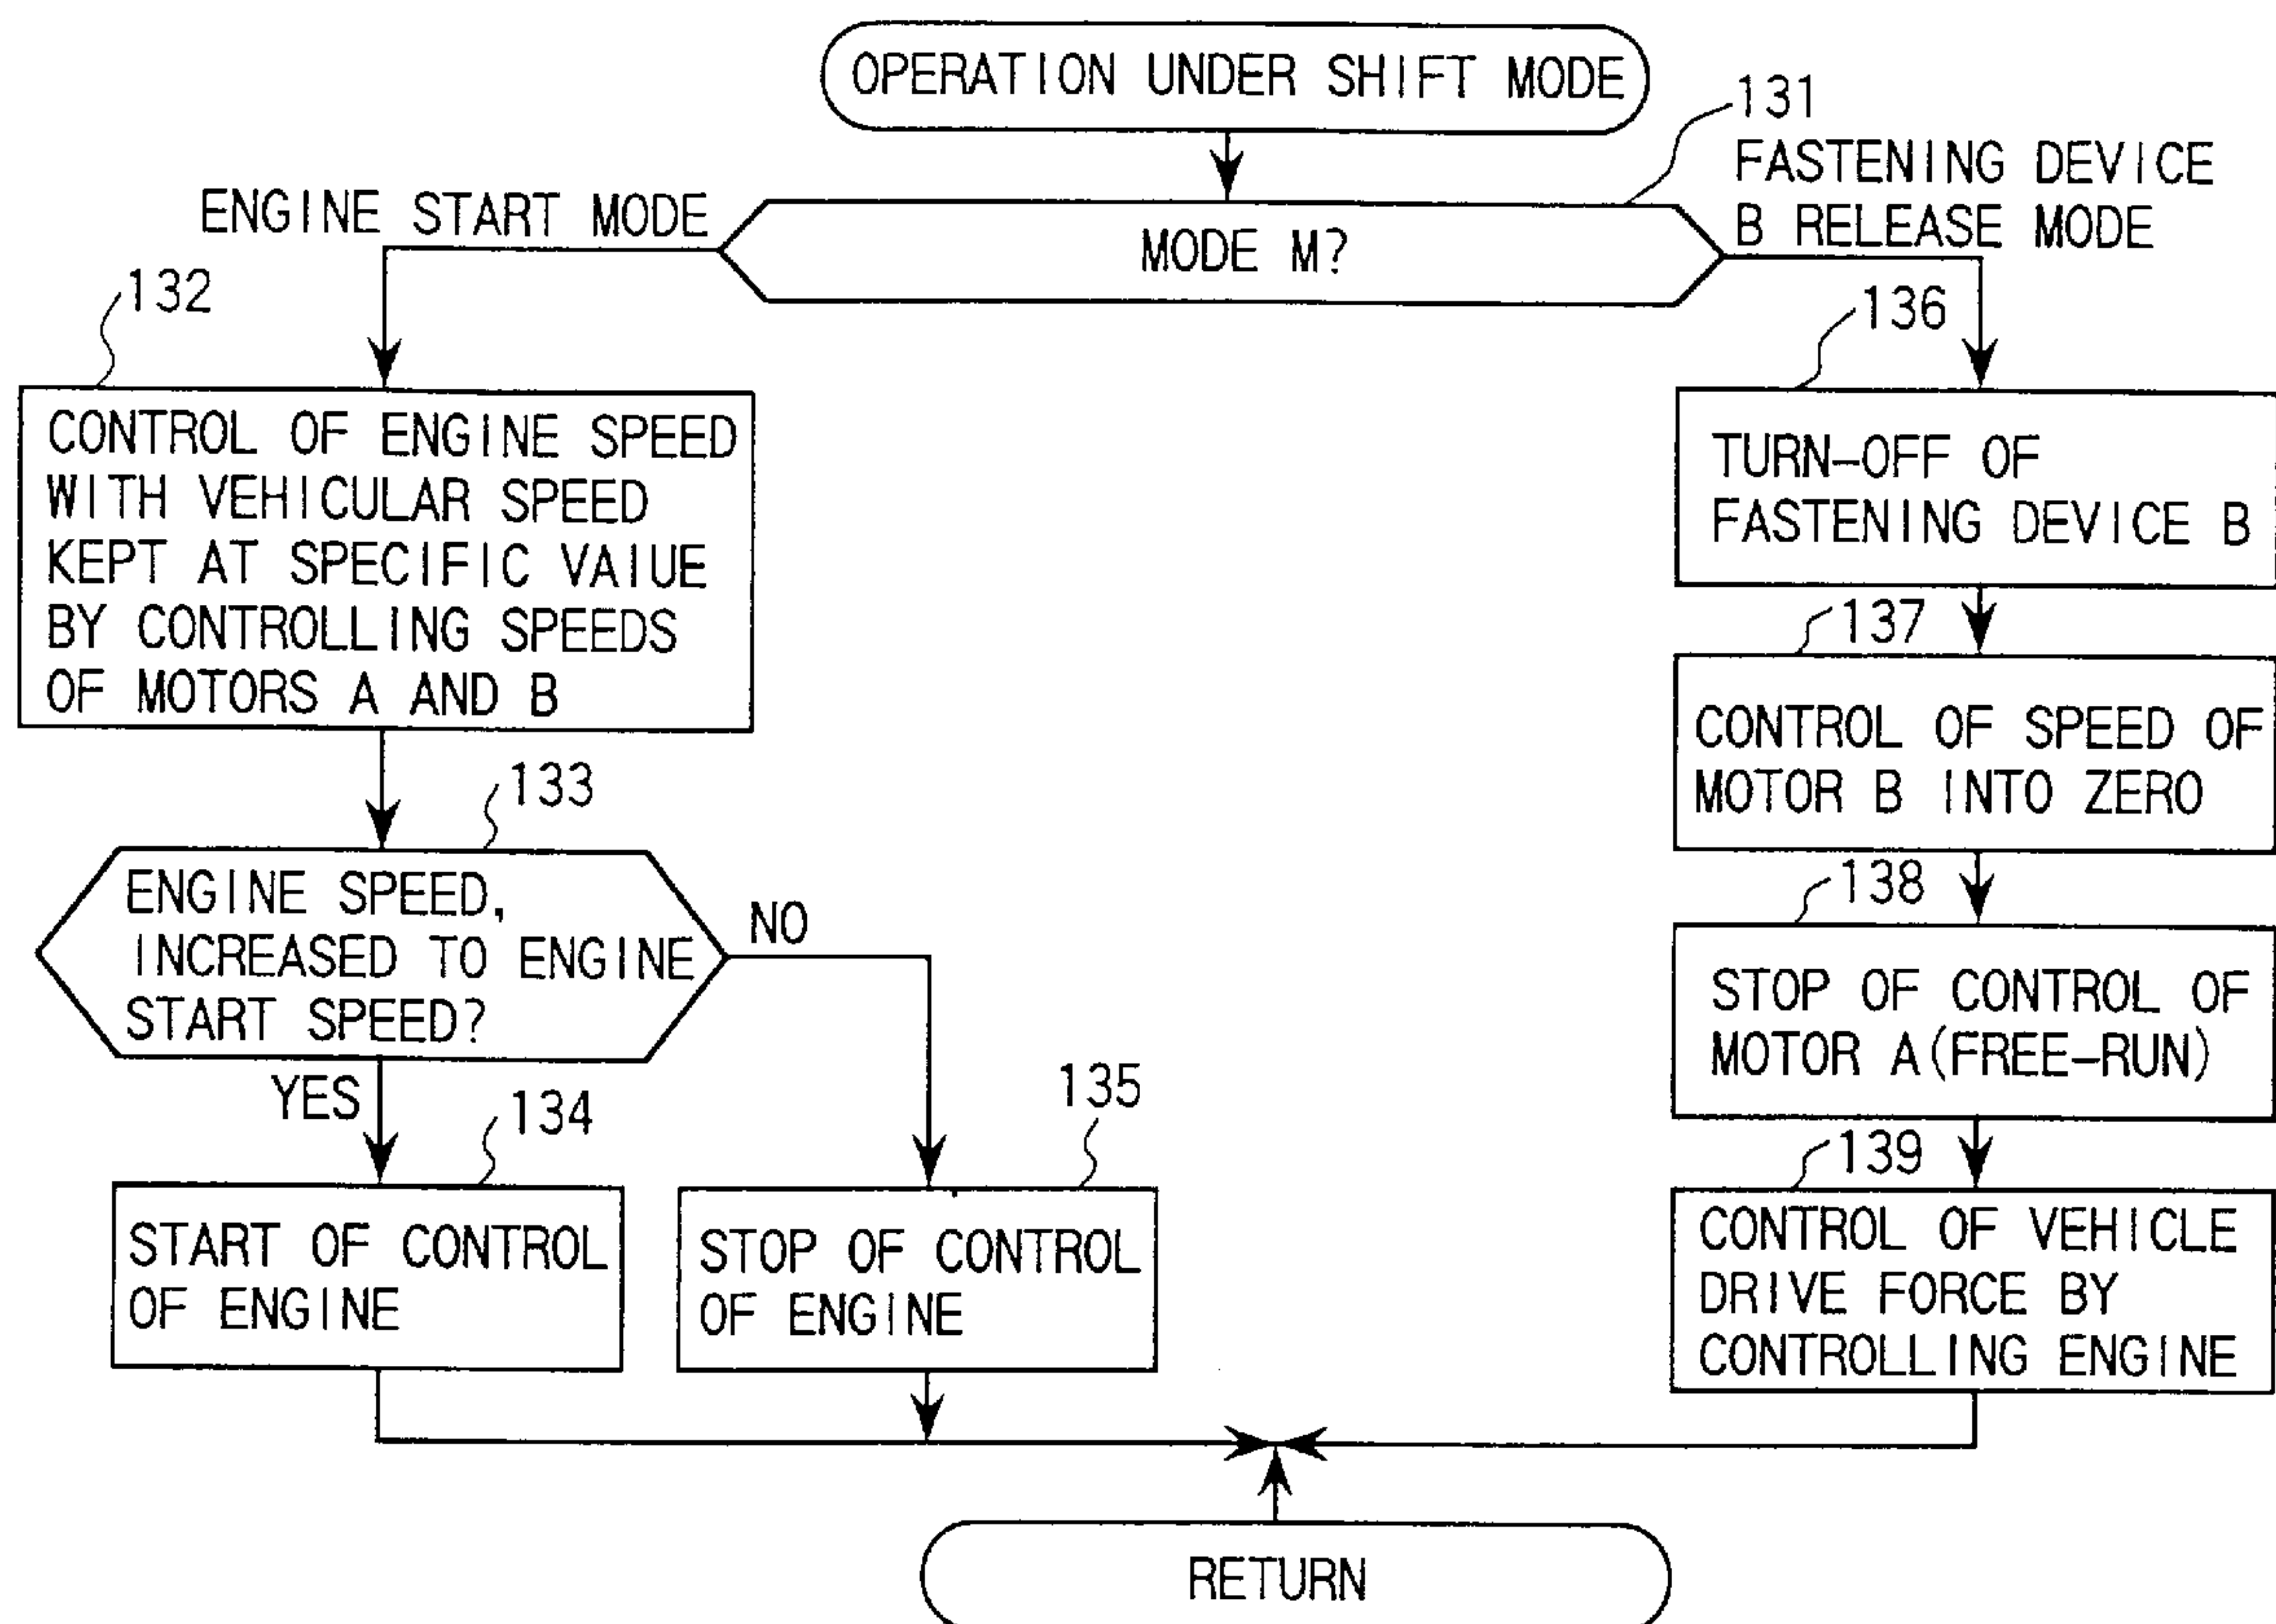 OPERATION UNDER SHIFT MODE
131
ENGINE START MODE
MODE M?
FASTENING DEVICE
B RELEASE MODE
132
CONTROL OF ENGINE SPEED
WITH VEHICULAR SPEED
KEPT AT SPECIFIC VAIUE
BY CONTROLLING SPEEDS
OF MOTORS A AND B
133
ENGINE SPEED,
INCREASED TO ENGINE
START SPEED?
NO
YES
134
START OF CONTROL
OF ENGINE
135
STOP OF CONTROL
OF ENGINE
136
TURN-OFF OF
FASTENING DEVICE B
137
CONTROL OF SPEED OF
MOTOR B INTO ZERO
138
STOP OF CONTROL OF
MOTOR A(FREE-RUN)
139
CONTROL OF VEHICLE
DRIVE FORCE BY
CONTROLLING ENGINE
RETURN